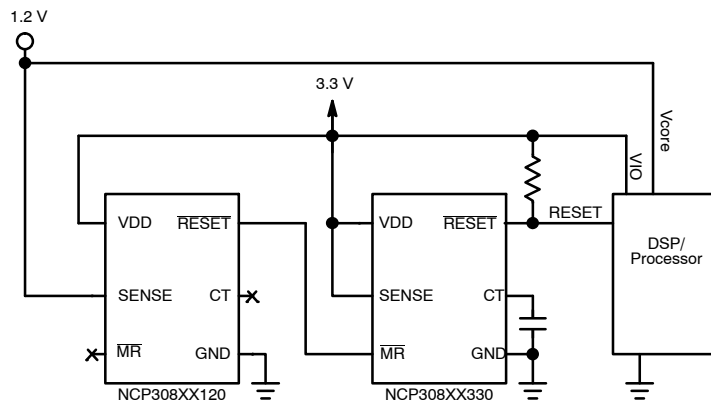 1.2 V
3.3 V
Vcore
VIO
VDD
RESET
SENSE
CT
MR
GND
NCP308XX120
VDD
RESET
SENSE
CT
MR
GND
NCP308XX330
RESET
DSP/
Processor